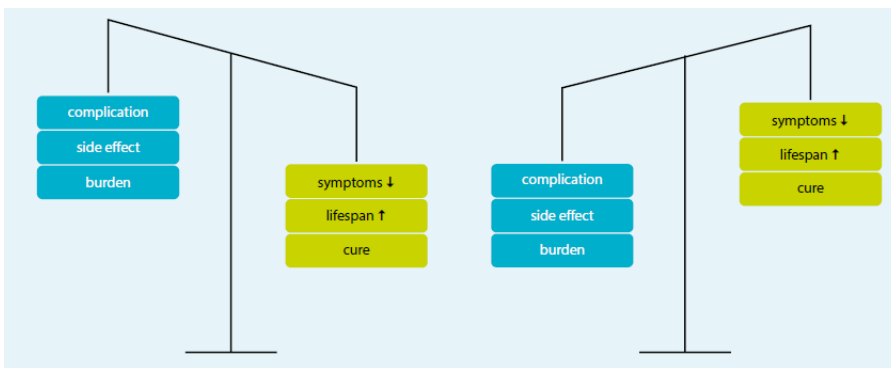 complication
side effect
burden
symptoms ↓
lifespan ↑
cure
complication
side effect
burden
symptoms ↓
lifespan ↑
cure